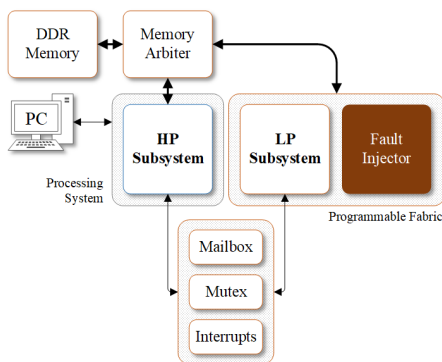 DDR
Memory
Memory
Arbiter
PC
HP
Subsystem
LP
Subsystem
Fault
Injector
Processing
System
Programmable Fabric
Mailbox
Mutex
Interrupts